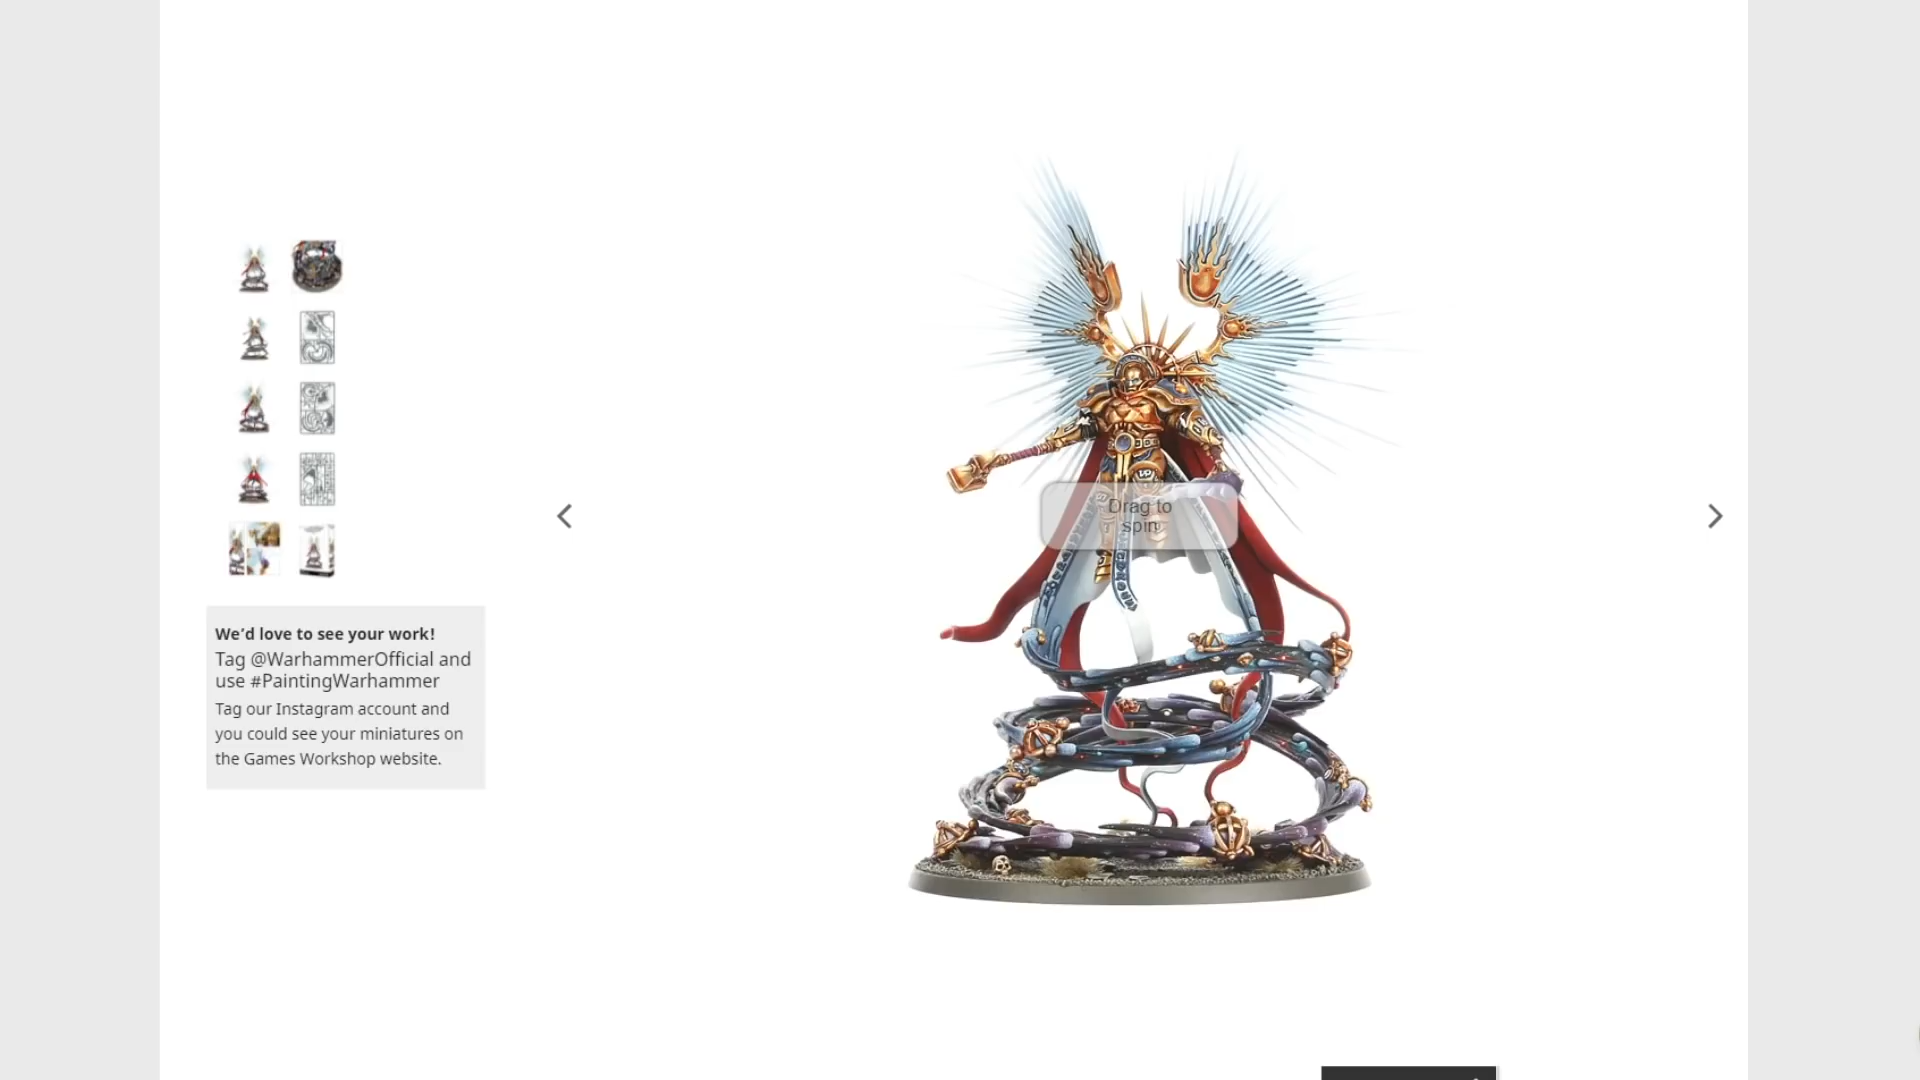 Drag to
spin
We'd love to see your work!
Tag @WarhammerOfficial and
use #PaintingWarhammer
Tag our Instagram account and
you could see your miniatures on
the Games Workshop website.